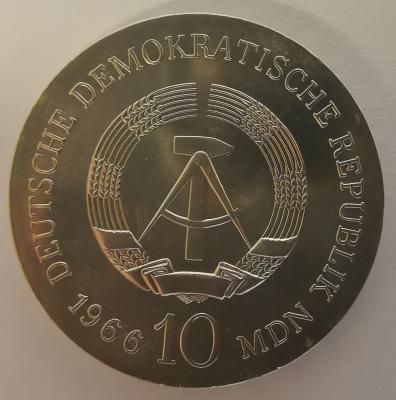 DEUTSCHE DEMOKRATISCHE REPUBLIK
1966 10 MDN